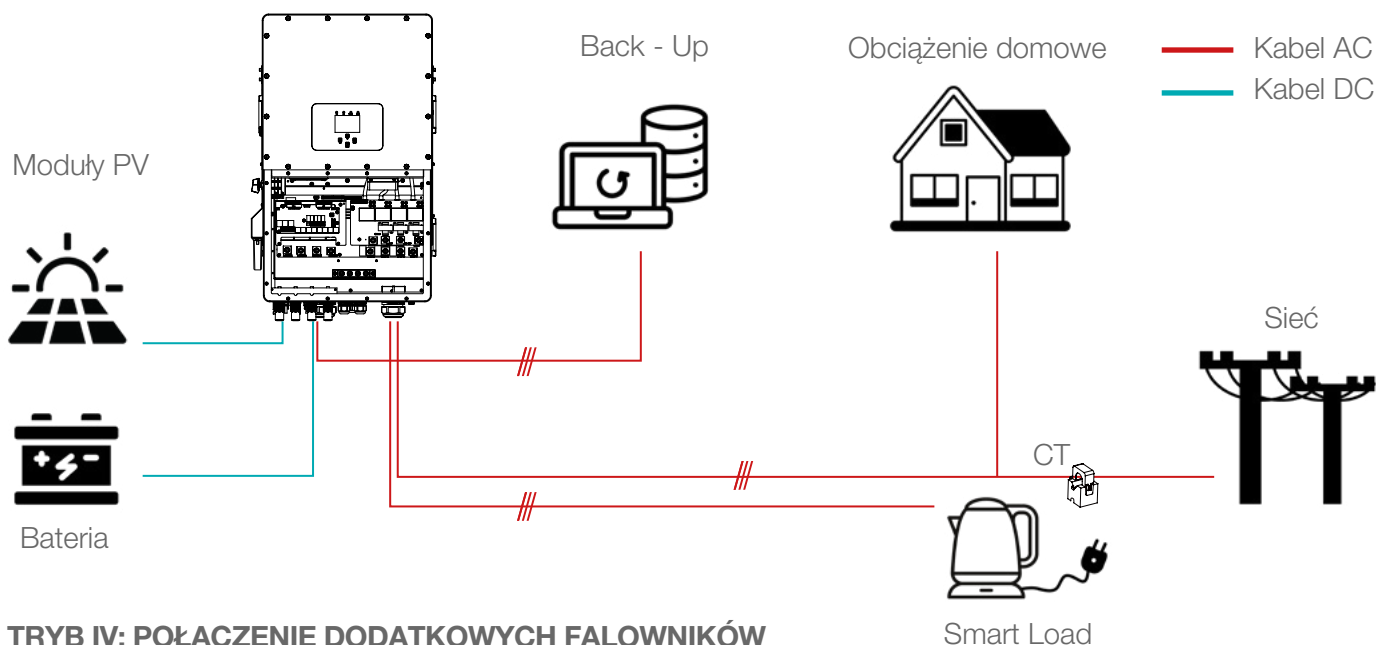 Back - Up
Obciążenie domowe
Kabel AC
Kabel DC
Moduły PV
Sieć
CT
Bateria
Smart Load
TRYB IV: POŁĄCZENIE DODATKOWYCH FALOWNIKÓW